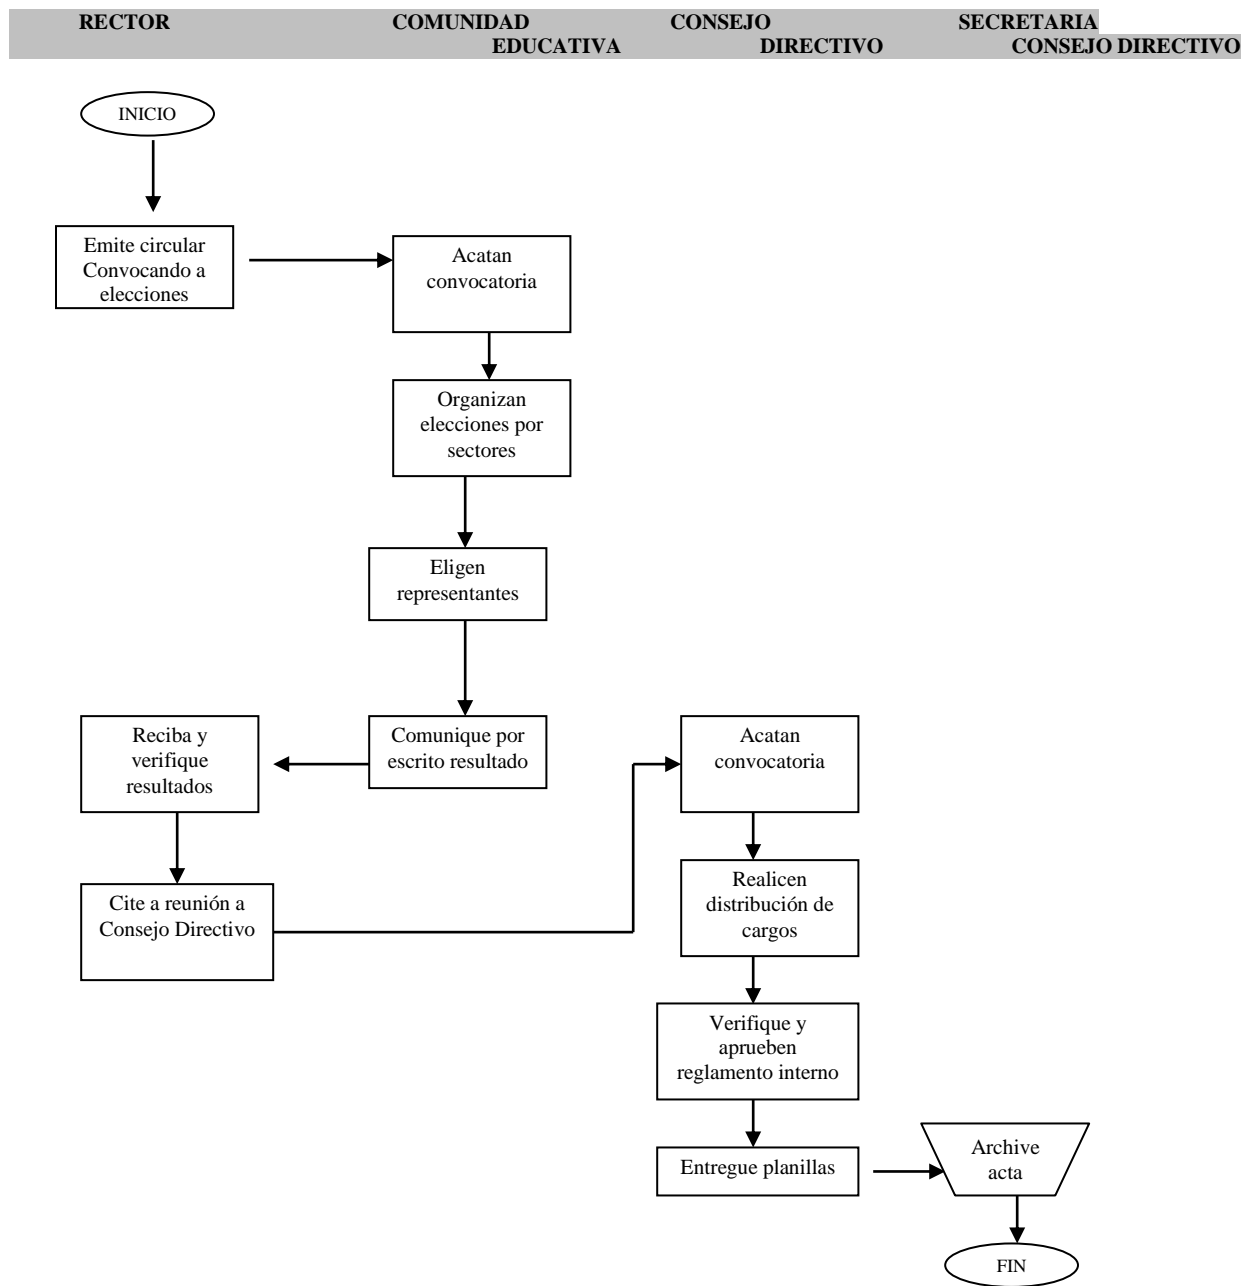 RECTOR COMUNIDAD CONSEJO SECRETARIA
EDUCATIVA DIRECTIVO CONSEJO DIRECTIVO
INICIO
Emite circular
Convocando a
elecciones
Acatan
convocatoria
Organizan
elecciones por
sectores
Eligen
representantes
Comunique por
escrito resultado
Reciba y
verifique
resultados
Cite a reunión a
Consejo Directivo
Acatan
convocatoria
Realicen
distribución de
cargos
Verifique y
aprueben
reglamento interno
Entregue planillas
Archive
acta
FIN